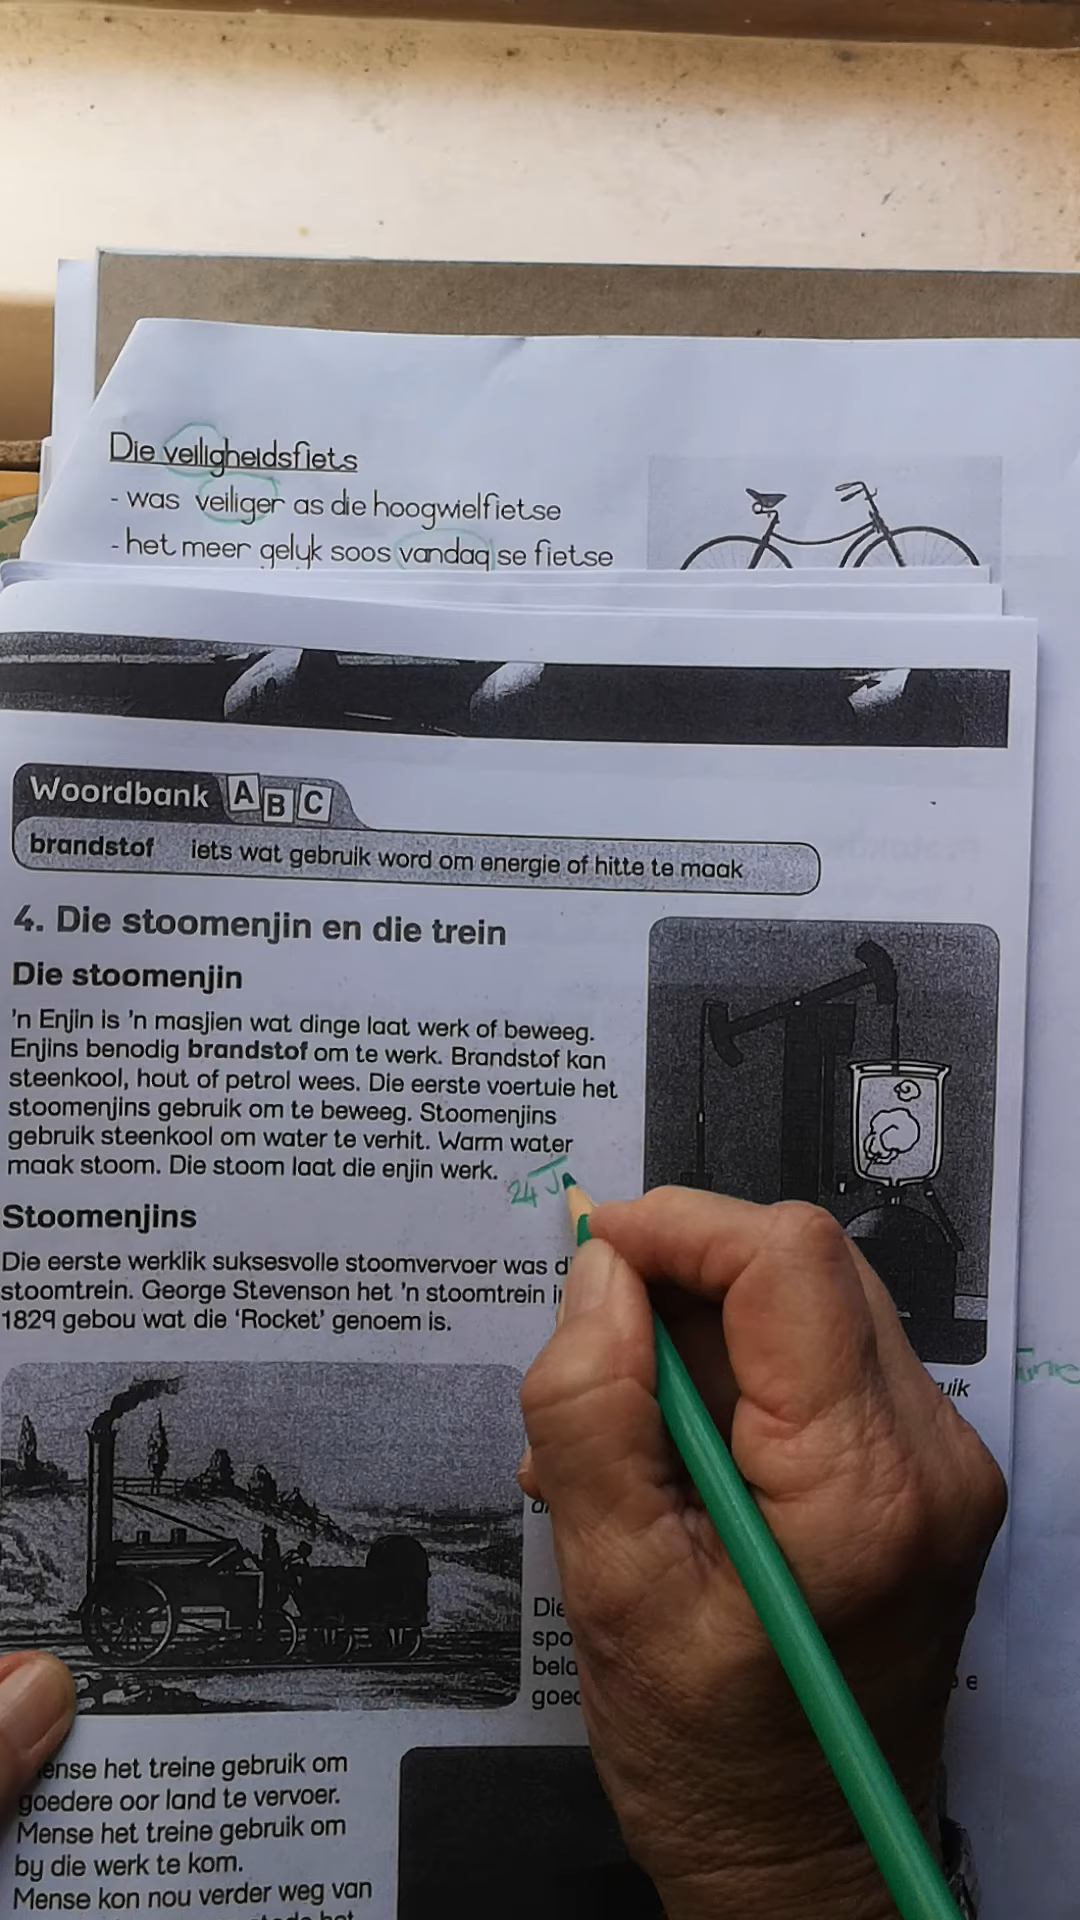 Die veiligheidsfiets
- was veiliger as die hoogwielfietse
- het meer gelyk soos vandag se fietse
Woordbank A B C
brandstof iets wat gebruik word om energie of hitte te maak
4. Die stoomenjin en die trein
Die stoomenjin
'n Enjin is 'n masjien wat dinge laat werk of beweeg.
Enjins benodig brandstof om te werk. Brandstof kan
steenkool, hout of petrol wees. Die eerste voertuie het
stoomenjins gebruik om te beweeg. Stoomenjins
gebruik steenkool om water te verhit. Warm water
maak stoom. Die stoom laat die enjin werk.
24 J
Stoomenjins
Die eerste werklik suksesvolle stoomvervoer was d
stoomtrein. George Stevenson het 'n stoomtrein i
1829 gebou wat die 'Rocket' genoem is.
uik
Die
spo
bela
goed
e
ense het treine gebruik om
goedere oor land te vervoer.
Mense het treine gebruik om
by die werk te kom.
Mense kon nou verder weg van